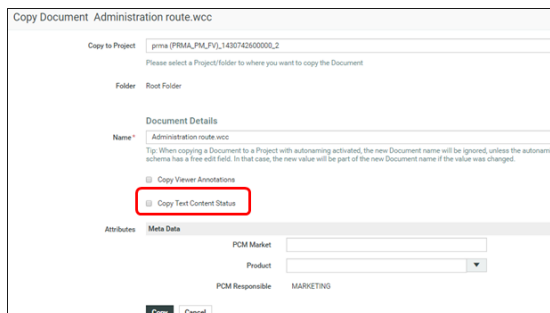 Copy Document Administration route.wcc
Copy to Project prma (PRMA_PM_FV)_1430742600000_2
Please select a Project/folder to where you want to copy the Document
Folder Root Folder
Document Details
Name* Administration route.wcc
Tip: When copying a Document to a Project with autonaming activated, the new Document name will be ignored, unless the autonam
schema has a free edit field. In that case, the new value will be part of the new Document name if the value was changed.
Copy Viewer Annotations
Copy Text Content Status
Attributes Meta Data
PCM Market
Product
PCM Responsible MARKETING
Copy Cancel